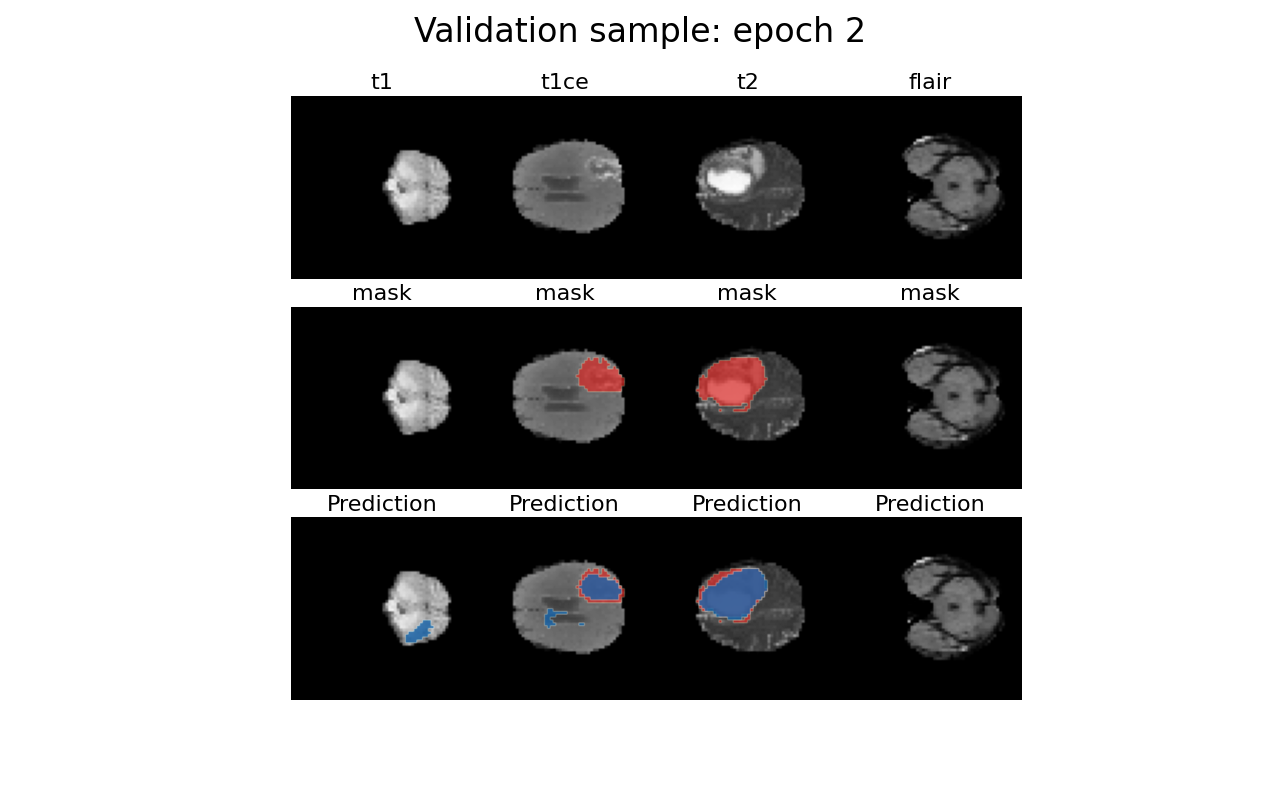 Validation sample: epoch 2
t1 t1ce t2 flair
mask mask mask mask
Prediction Prediction Prediction Prediction